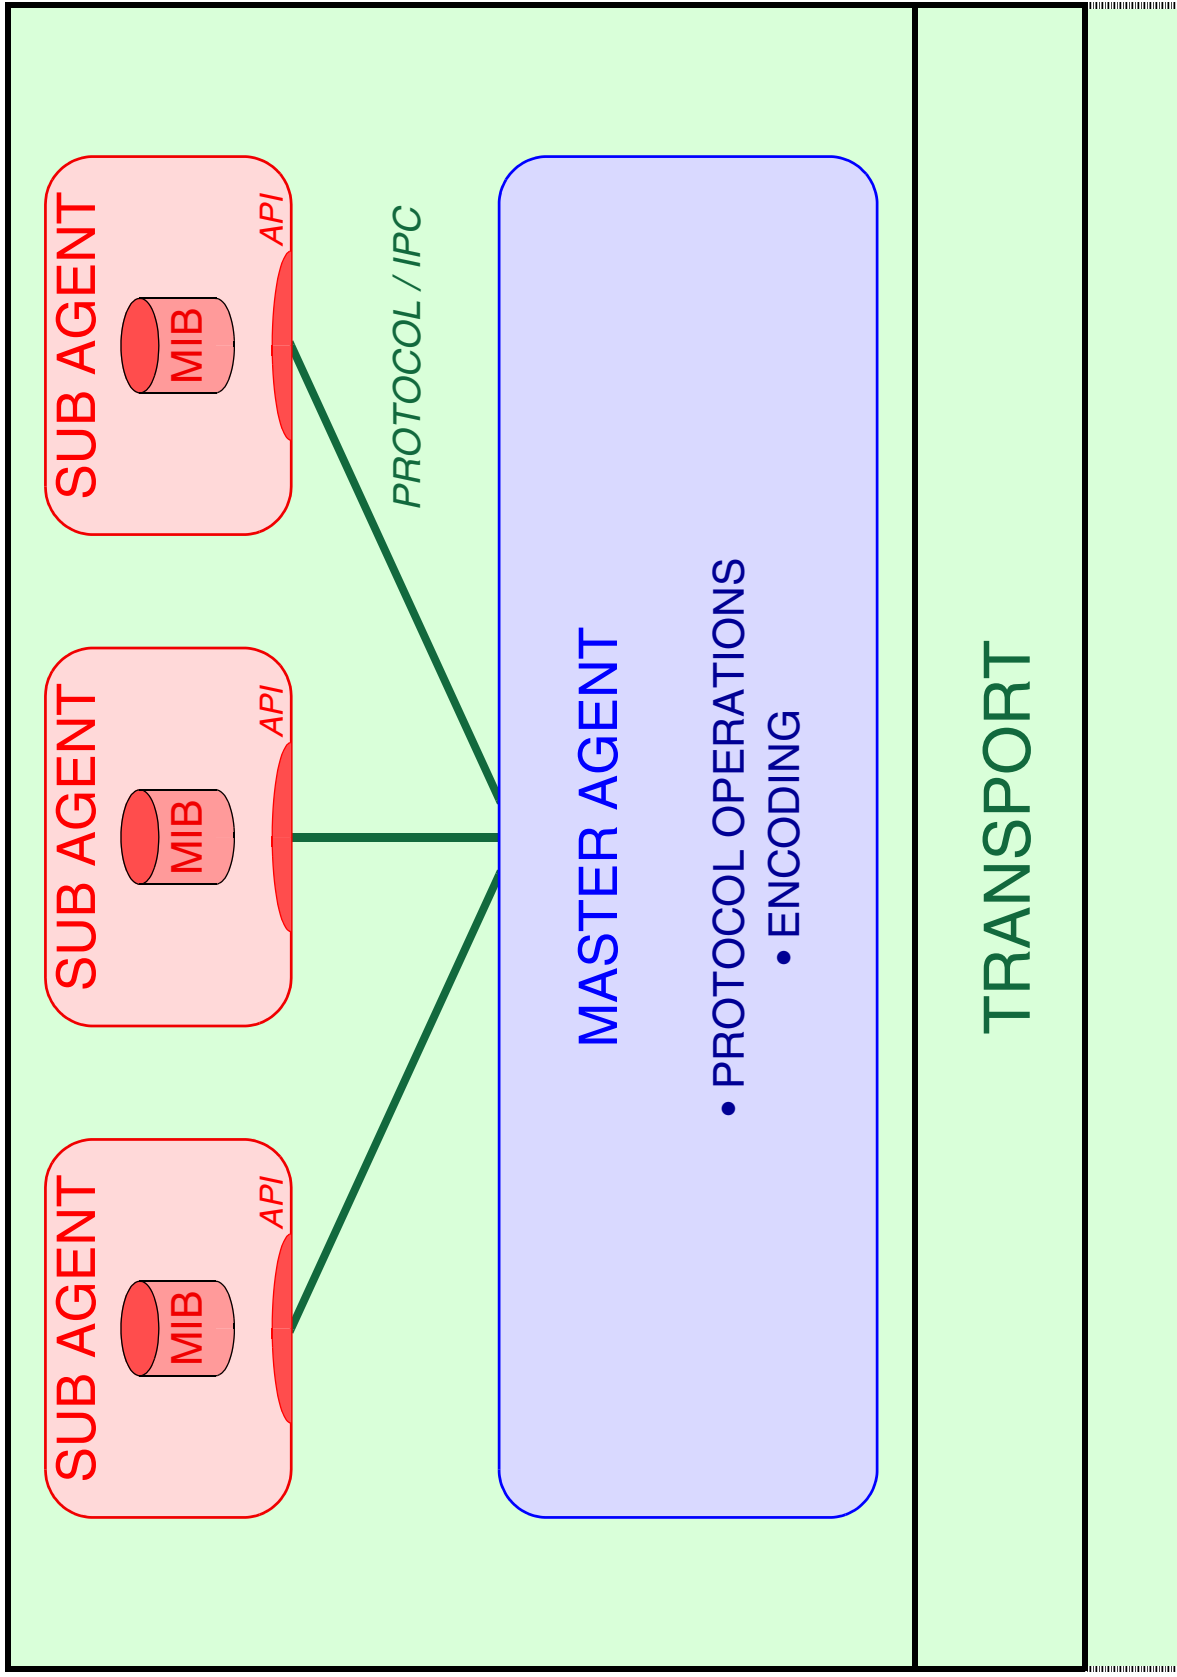 SUB AGENT
MIB
API
SUB AGENT
MIB
API
SUB AGENT
MIB
API
PROTOCOL / IPC
MASTER AGENT
• PROTOCOL OPERATIONS
• ENCODING
TRANSPORT